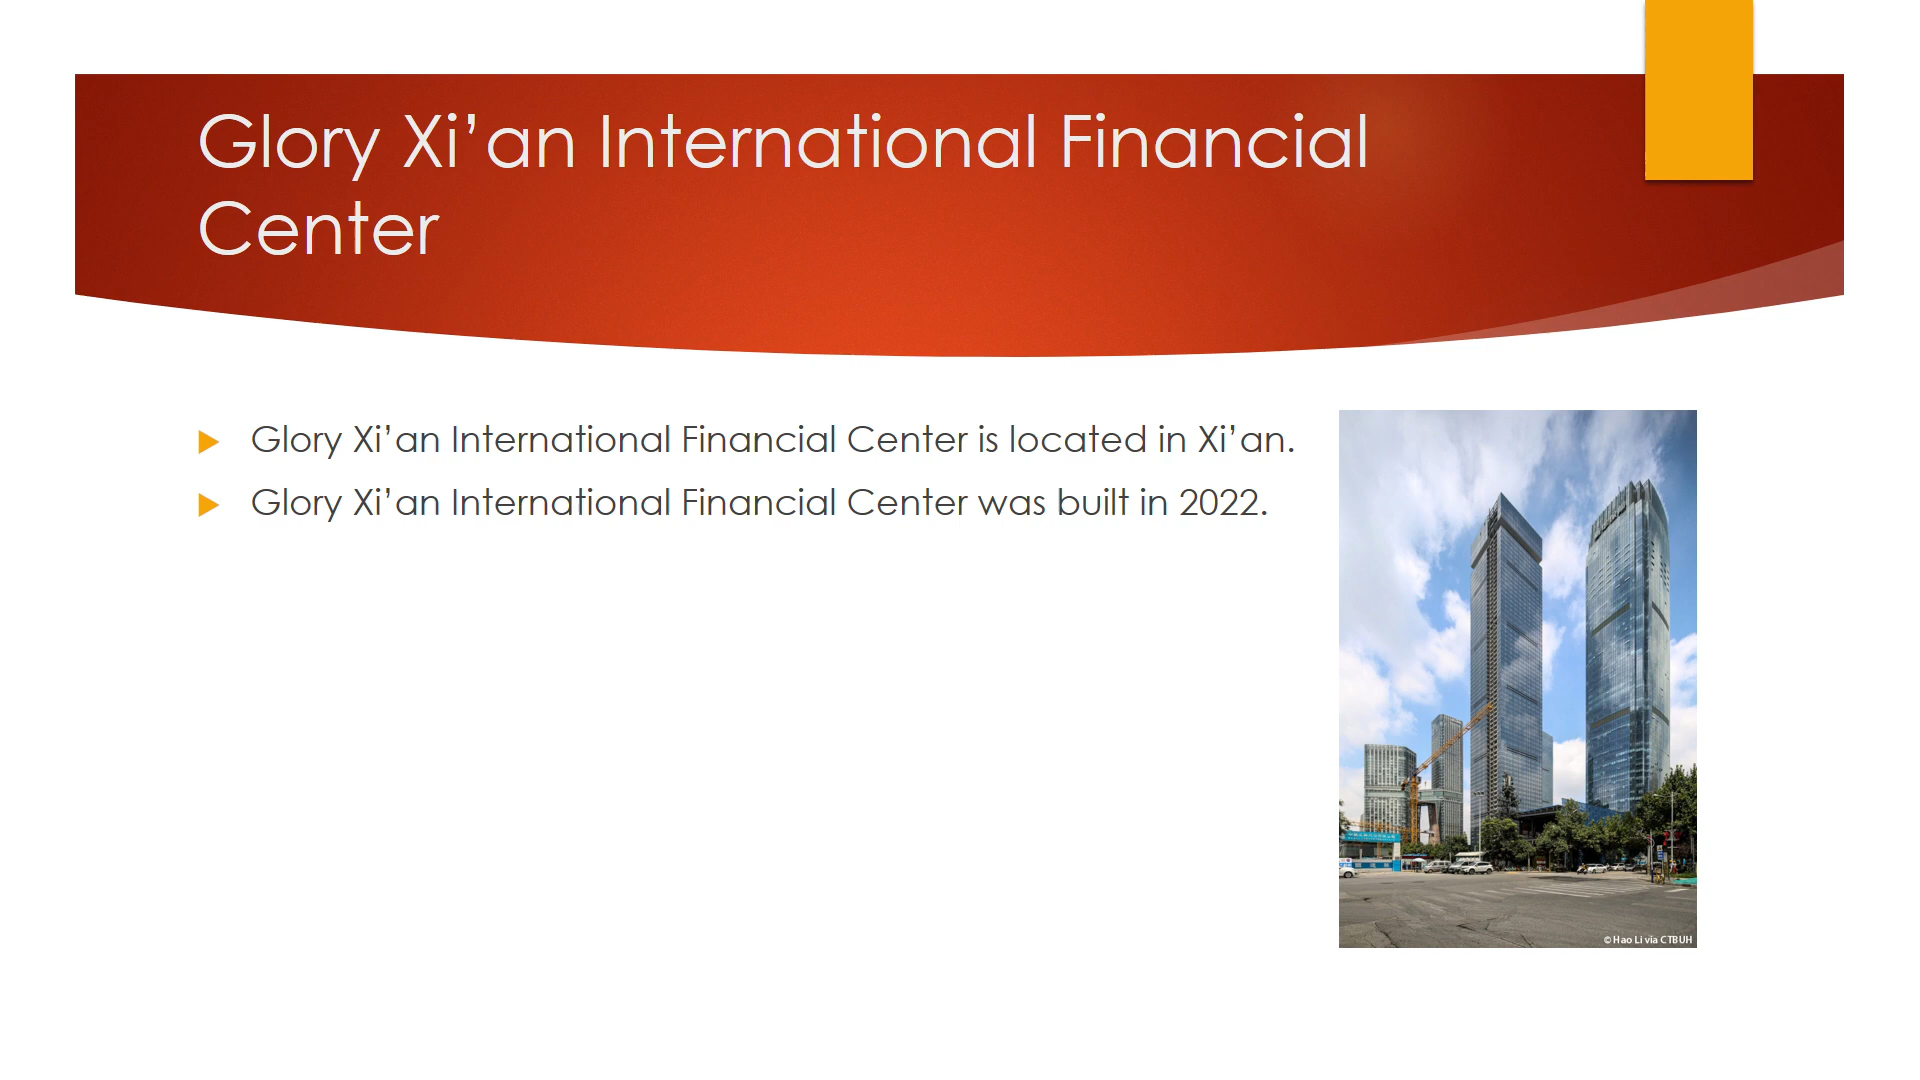 Glory Xi’an International Financial
Center
Glory Xi’an International Financial Center is located in Xi’an.
Glory Xi’an International Financial Center was built in 2022.
© Hao Li via CTBUH